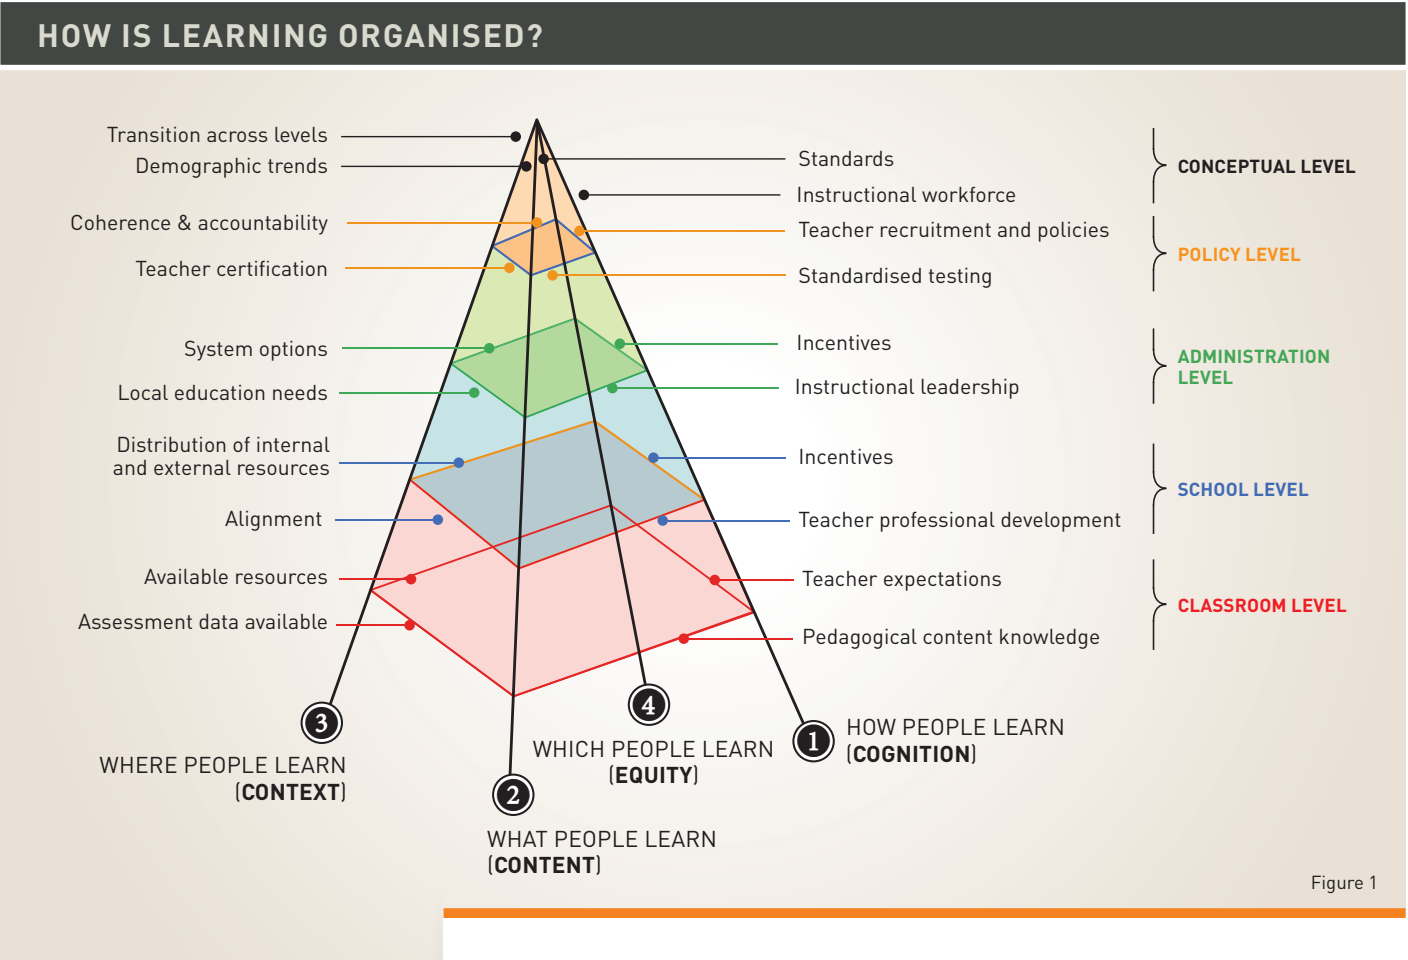 HOW IS LEARNING ORGANISED?
Transition across levels
Demographic trends
Standards
Instructional workforce
CONCEPTUAL LEVEL
Coherence & accountability
Teacher certification
Teacher recruitment and policies
Standardised testing
POLICY LEVEL
System options
Local education needs
Incentives
Instructional leadership
ADMINISTRATION
LEVEL
Distribution of internal
and external resources
Alignment
Incentives
Teacher professional development
SCHOOL LEVEL
Available resources
Assessment data available
Teacher expectations
Pedagogical content knowledge
CLASSROOM LEVEL
3
WHERE PEOPLE LEARN
(CONTEXT)
2
WHAT PEOPLE LEARN
(CONTENT)
4
WHICH PEOPLE LEARN
(EQUITY)
1
HOW PEOPLE LEARN
(COGNITION)
Figure 1